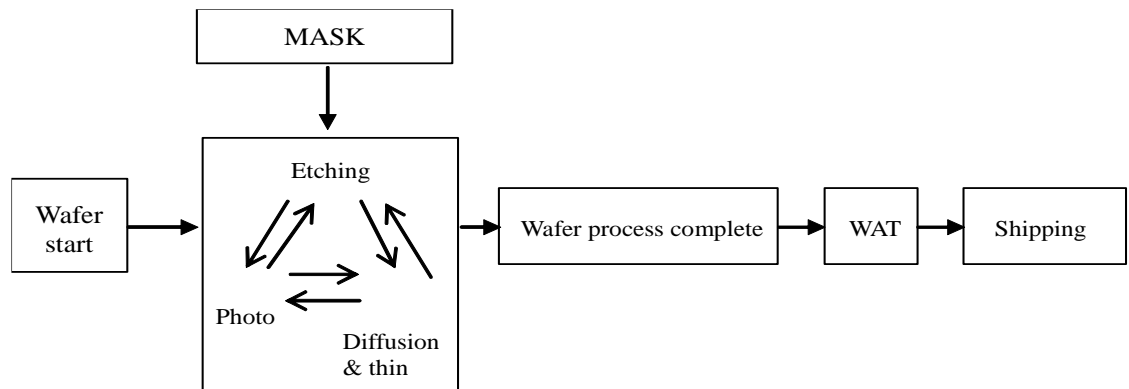 MASK
Etching
Wafer
start
Wafer process complete
WAT
Shipping
Photo
Diffusion
& thin